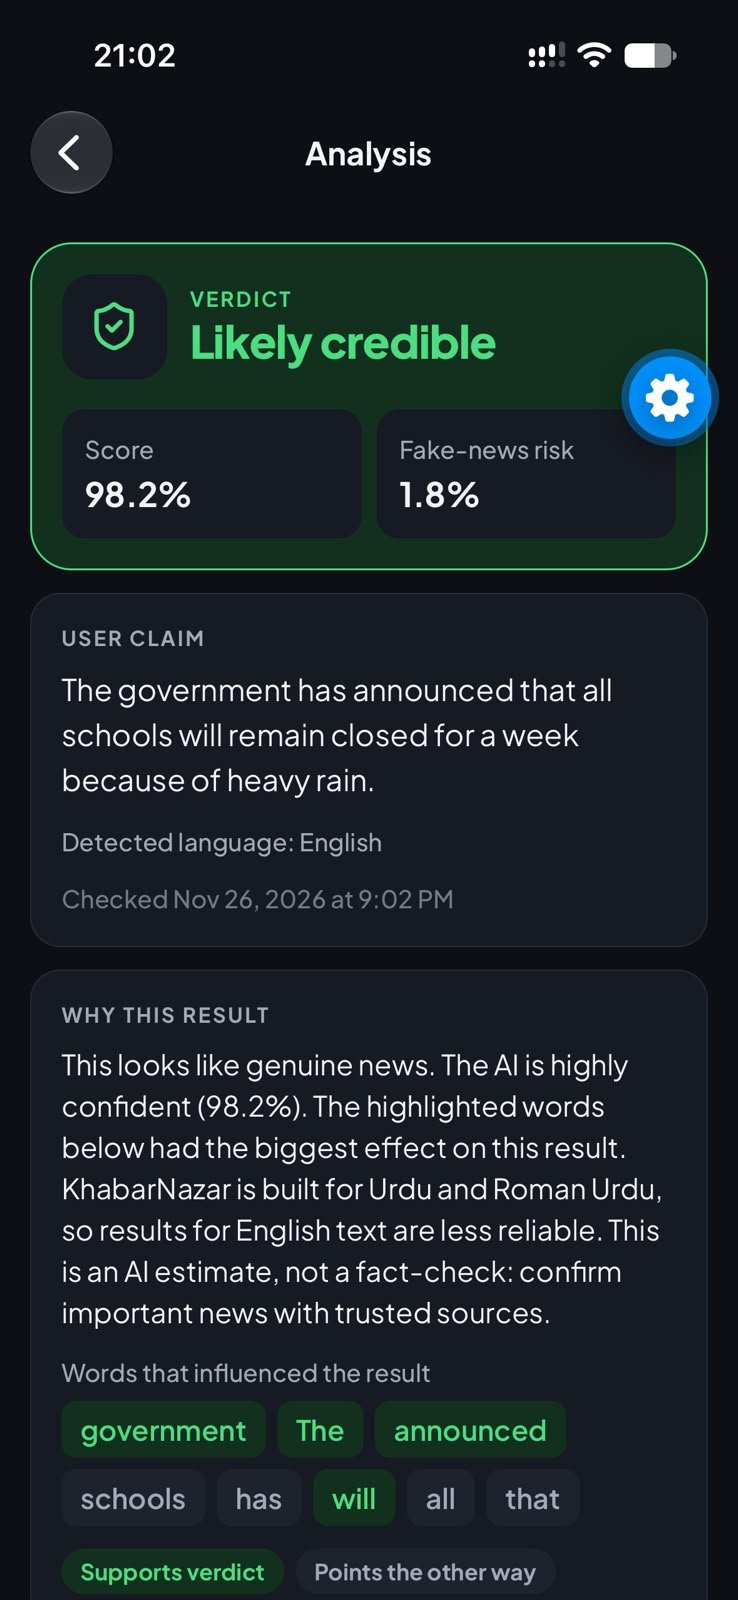 21:02
Analysis
VERDICT
Likely credible
Score
98.2%
Fake-news risk
1.8%
USER CLAIM
The government has announced that all
schools will remain closed for a week
because of heavy rain.
Detected language: English
Checked Nov 26, 2026 at 9:02 PM
WHY THIS RESULT
This looks like genuine news. The AI is highly
confident (98.2%). The highlighted words
below had the biggest effect on this result.
KhabarNazar is built for Urdu and Roman Urdu,
so results for English text are less reliable. This
is an AI estimate, not a fact-check: confirm
important news with trusted sources.
Words that influenced the result
government The announced
schools has will all that
Supports verdict Points the other way